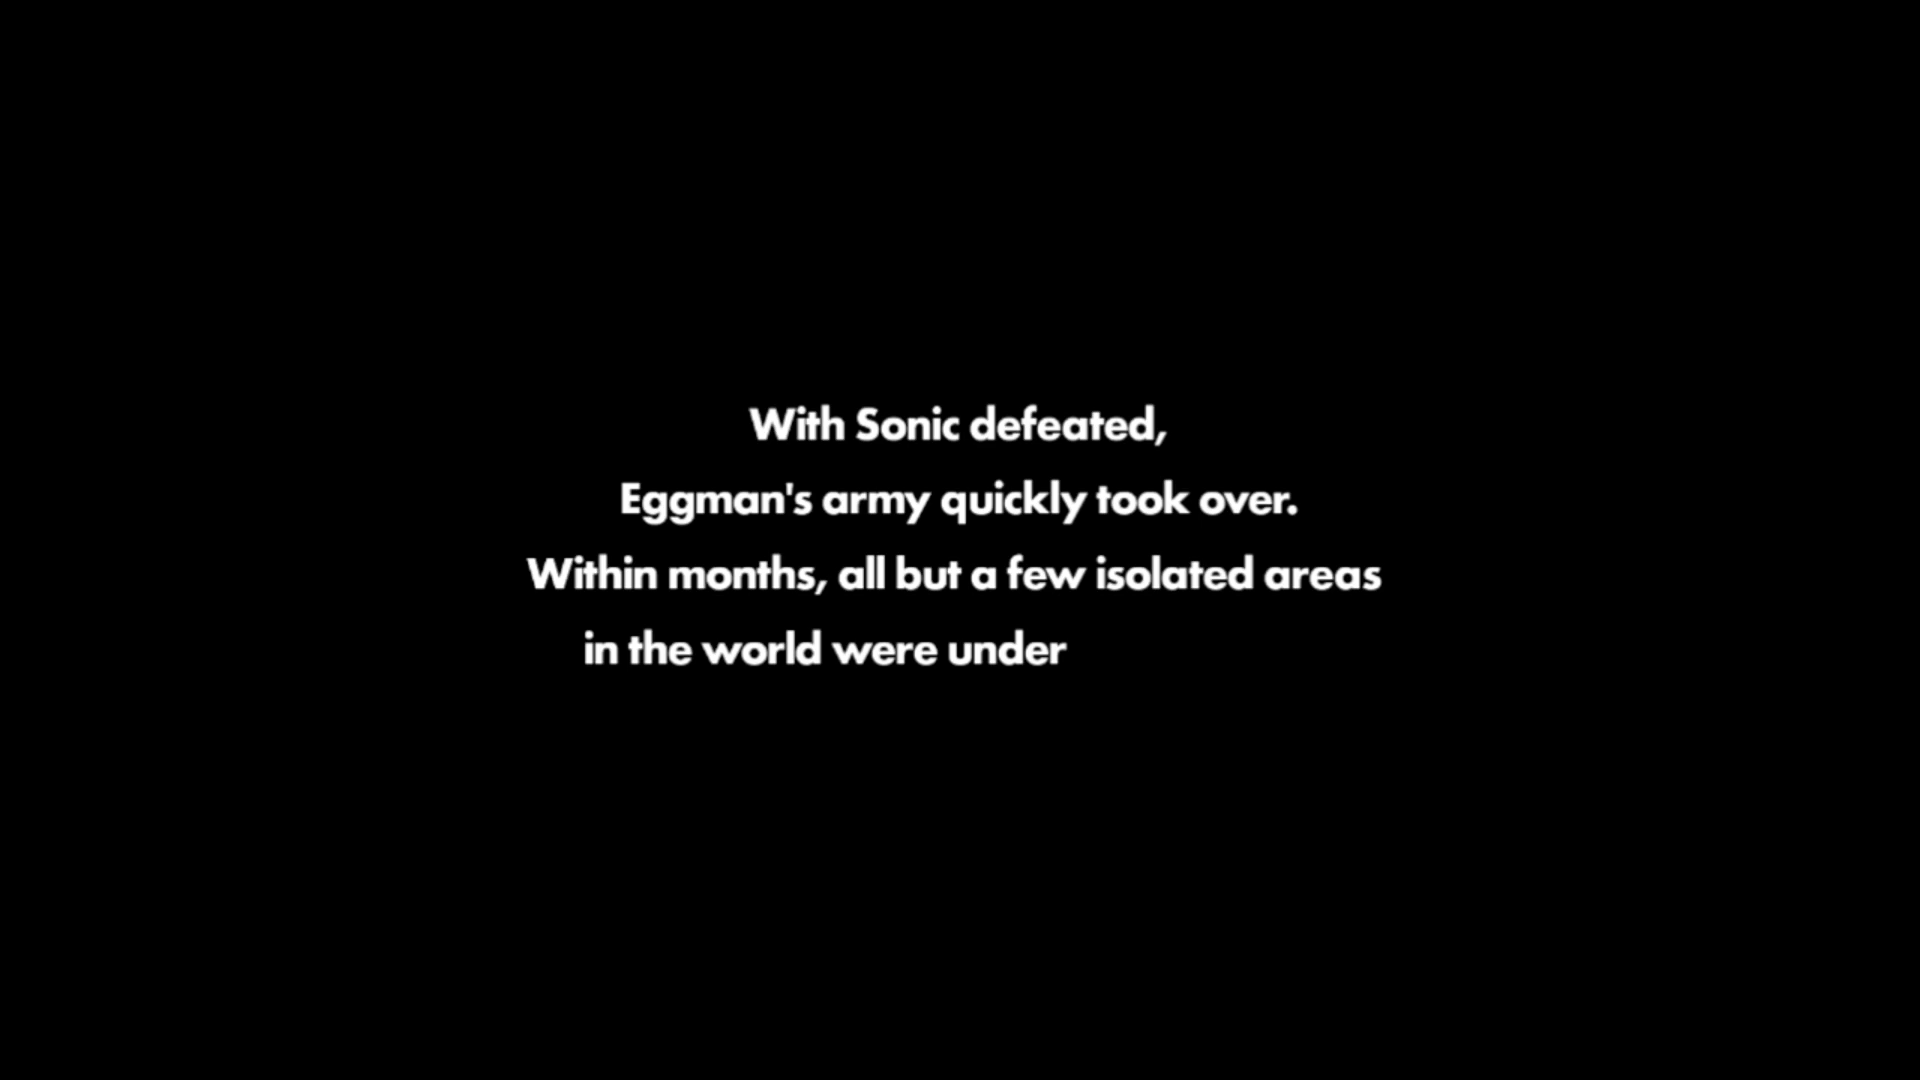 With Sonic defeated,
Eggman's army quickly took over.
Within months, all but a few isolated areas
in the world were under